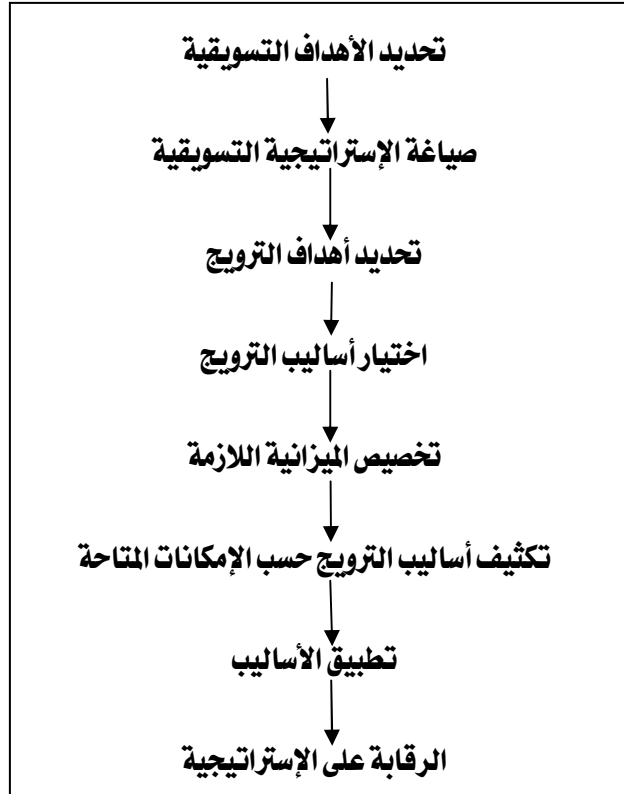 تحديد الأهداف التسويقية
صياغة الإستراتيجية التسويقية
تحديد أهداف الترويج
اختيار أساليب الترويج
تخصيص الميزانية اللازمة
تكثيف أساليب الترويج حسب الإمكانات المتاحة
تطبيق الأساليب
الرقابة على الإستراتيجية